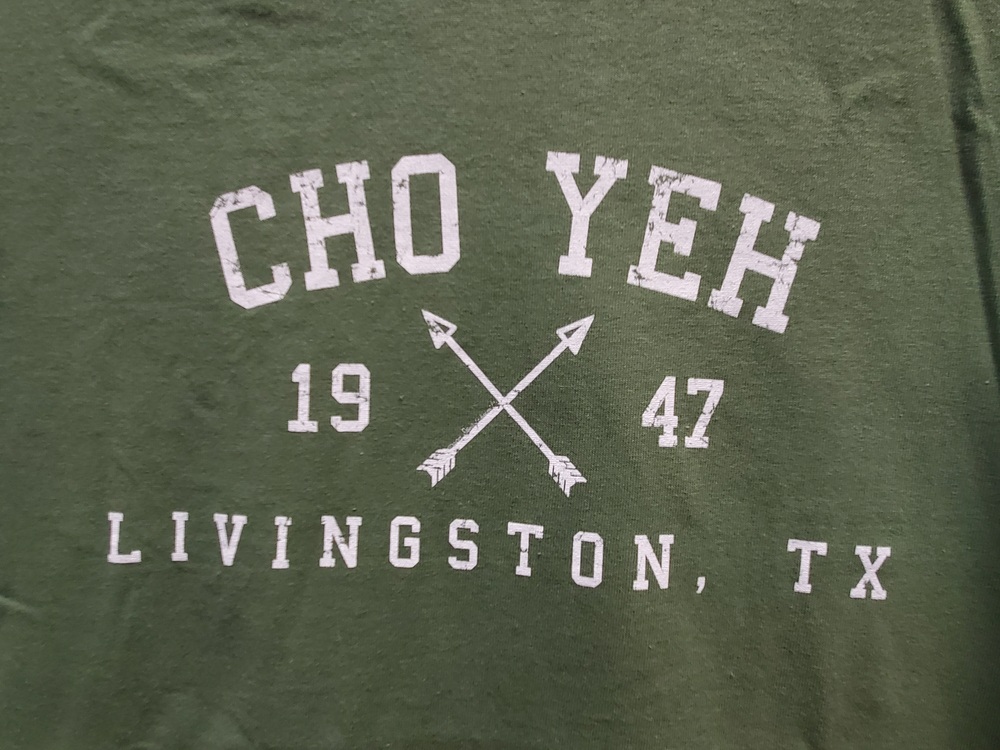 CHO YEH
19 47
LIVINGSTON, TX